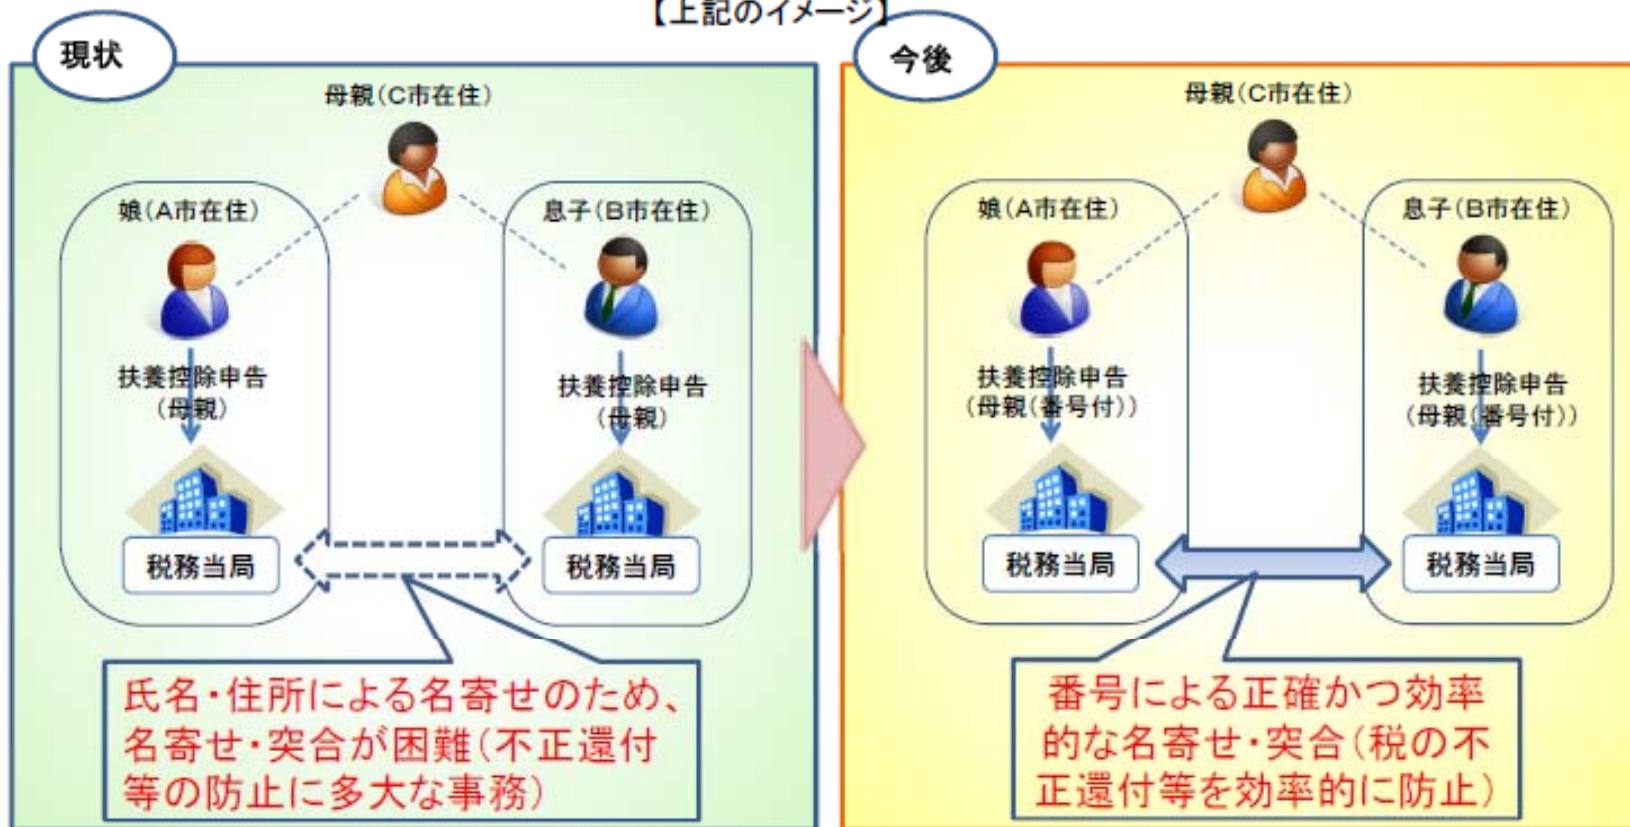 【上記のイメージ】
現状
母親(C市在住)
娘(A市在住)
息子(B市在住)
扶養控除申告
(母親)
扶養控除申告
(母親)
税務当局
税務当局
氏名・住所による名寄せのため、
名寄せ・突合が困難(不正還付
等の防止に多大な事務)
今後
母親(C市在住)
娘(A市在住)
息子(B市在住)
扶養控除申告
(母親(番号付))
扶養控除申告
(母親(番号付))
税務当局
税務当局
番号による正確かつ効率
的な名寄せ・突合(税の不
正還付等を効率的に防止)